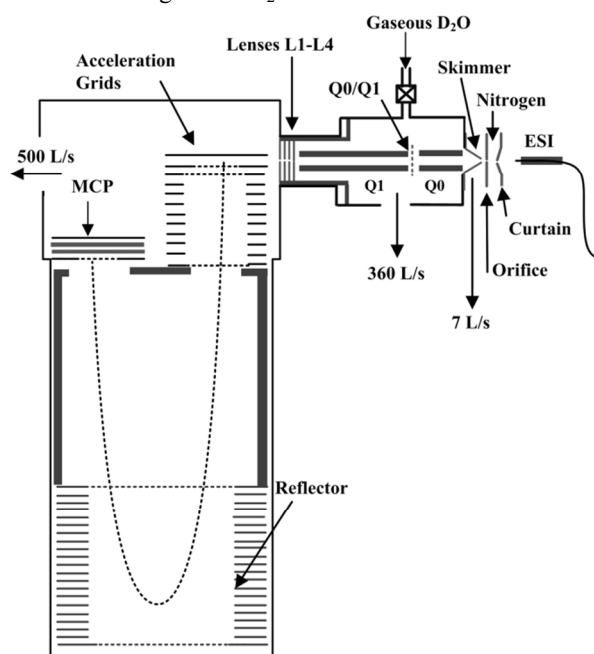 Gaseous D₂O
Lenses L1-L4
Acceleration
Grids
Q0/Q1
Skimmer
Nitrogen
ESI
500 L/s
MCP
Q1
Q0
Curtain
360 L/s
Orifice
7 L/s
Reflector